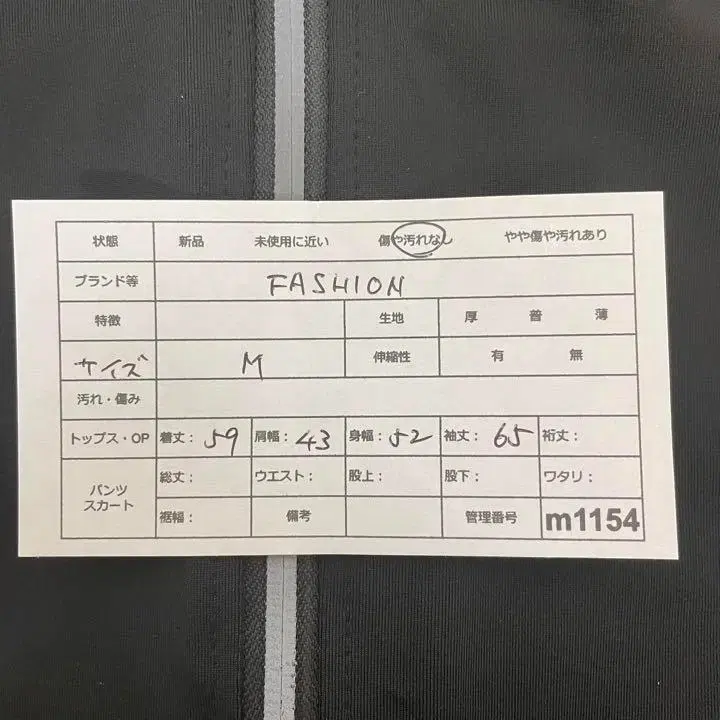 状態 新品 未使用に近い 傷や汚れなし やや傷や汚れあり
ブランド等 FASHION
特徴 生地 厚 普 薄
サイズ M 伸縮性 有 無
汚れ・傷み
トップス・OP 着丈: 59 肩幅: 43 身幅: 52 袖丈: 65 裄丈:
パンツ スカート 総丈: ウエスト: 股上: 股下: ワタリ:
裾幅: 備考 管理番号 m1154